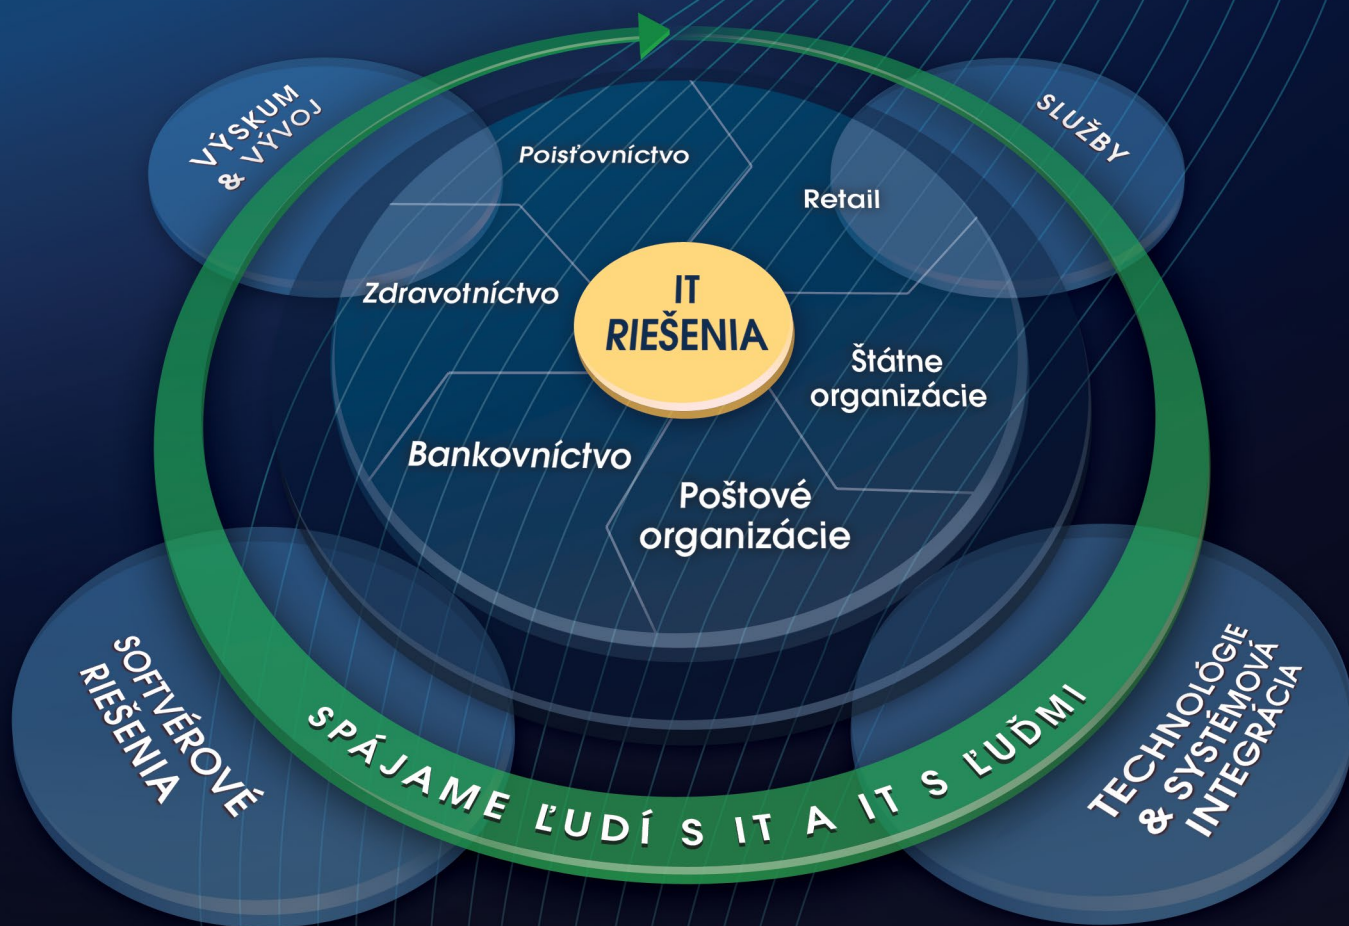 VÝSKUM
& VÝVOJ
SLUŽBY
Poisťovníctvo
Retail
Zdravotníctvo
IT
RIEŠENIA
Štátne
organizácie
Bankovníctvo
Poštové
organizácie
SOFTVÉROVÉ
RIEŠENIA
TECHNOLÓGIE
& SYSTÉMOVÁ
INTEGRÁCIA
SPÁJAME ĽUDÍ S IT A IT S ĽUĎMI